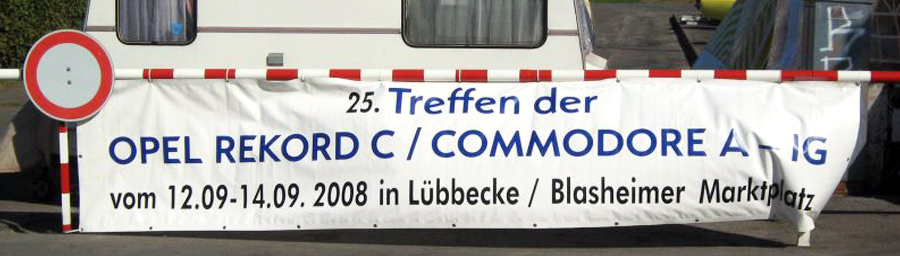 25. Treffen der
OPEL REKORD C / COMMODORE A - IG
vom 12.09-14.09. 2008 in Lübbecke / Blasheimer Marktplatz